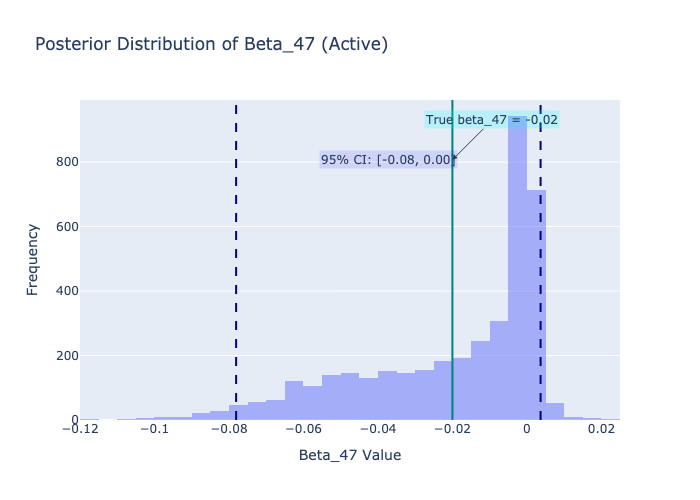 Posterior Distribution of Beta_47 (Active)
True beta_47 = -0.02
95% CI: [-0.08, 0.00]
Frequency
800
600
400
200
0
−0.12
−0.1
−0.08
−0.06
−0.04
−0.02
0
0.02
Beta_47 Value